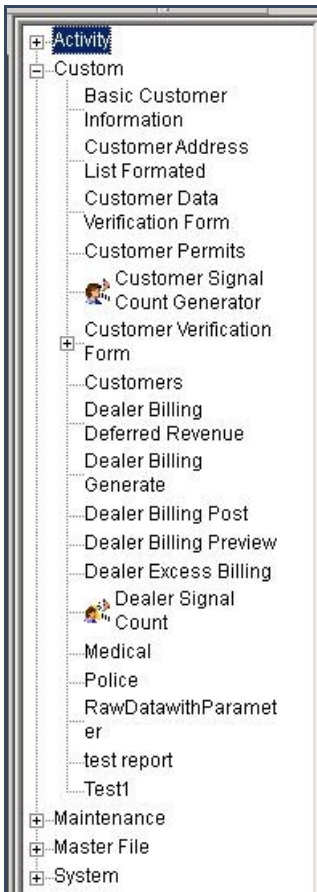 Activity
Custom
Basic Customer
Information
Customer Address
List Formated
Customer Data
Verification Form
Customer Permits
Customer Signal
Count Generator
Customer Verification
Form
Customers
Dealer Billing
Deferred Revenue
Dealer Billing
Generate
Dealer Billing Post
Dealer Billing Preview
Dealer Excess Billing
Dealer Signal
Count
Medical
Police
RawDatawithParamet
er
test report
Test1
Maintenance
Master File
System